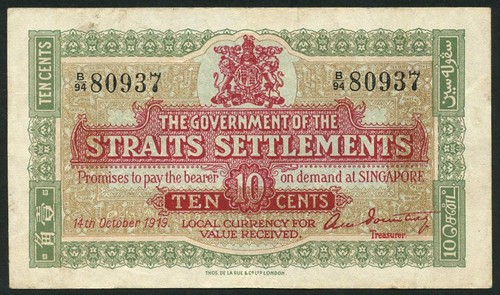 TEN CENTS
B/94 80937
B/94 80937
THE GOVERNMENT OF THE
STRAITS SETTLEMENTS
Promises to pay the bearer on demand at SINGAPORE
TEN 10 CENTS
14th October 1919. LOCAL CURRENCY FOR
VALUE RECEIVED.
Treasurer.
壹角
10
THOS. DE LA RUE & Co LTD LONDON.